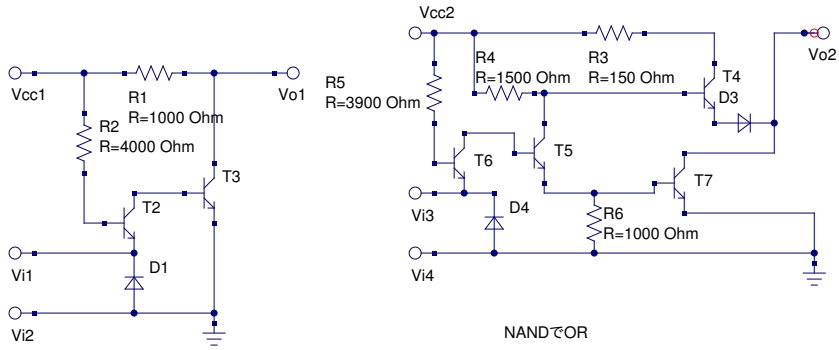 Vcc1
R1
R=1000 Ohm
Vo1
R2
R=4000 Ohm
T3
T2
Vi1
D1
Vi2
Vcc2
Vo2
R4
R=1500 Ohm
R3
R=150 Ohm
T4
D3
R5
R=3900 Ohm
T6
T5
T7
Vi3
D4
R6
R=1000 Ohm
Vi4
NANDでOR